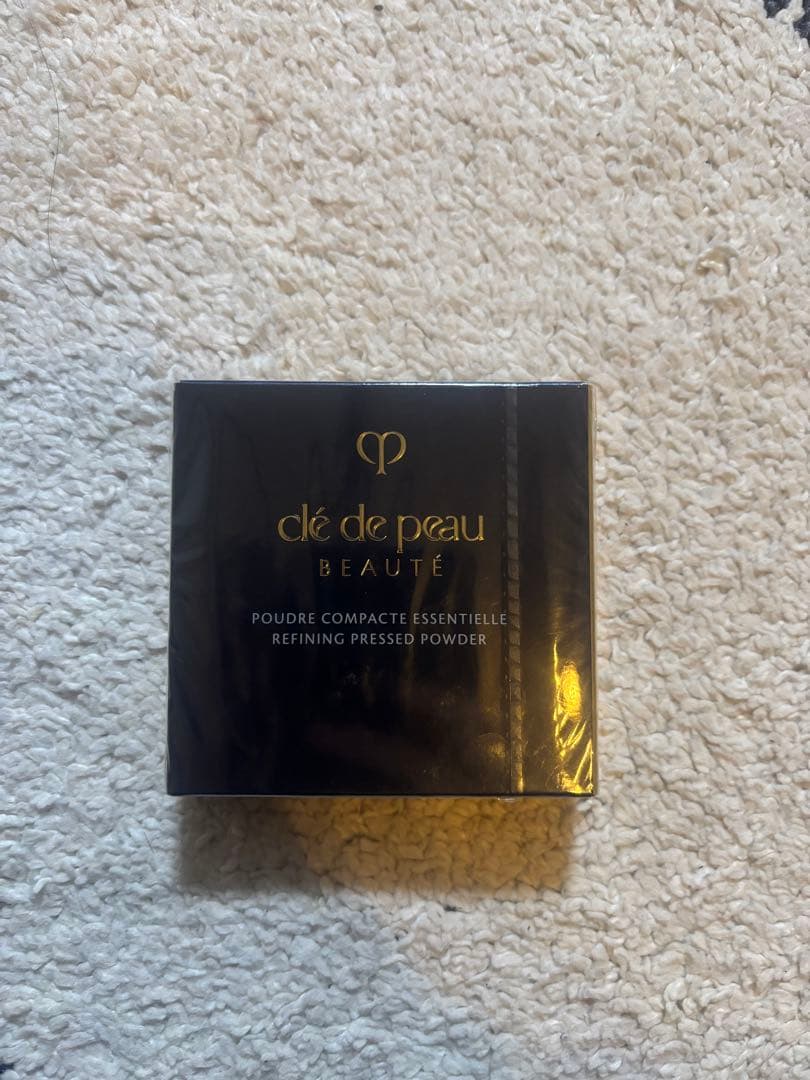 clé de peau
BEAUTÉ
POUDRE COMPACTE ESSENTIELLE
REFINING PRESSED POWDER